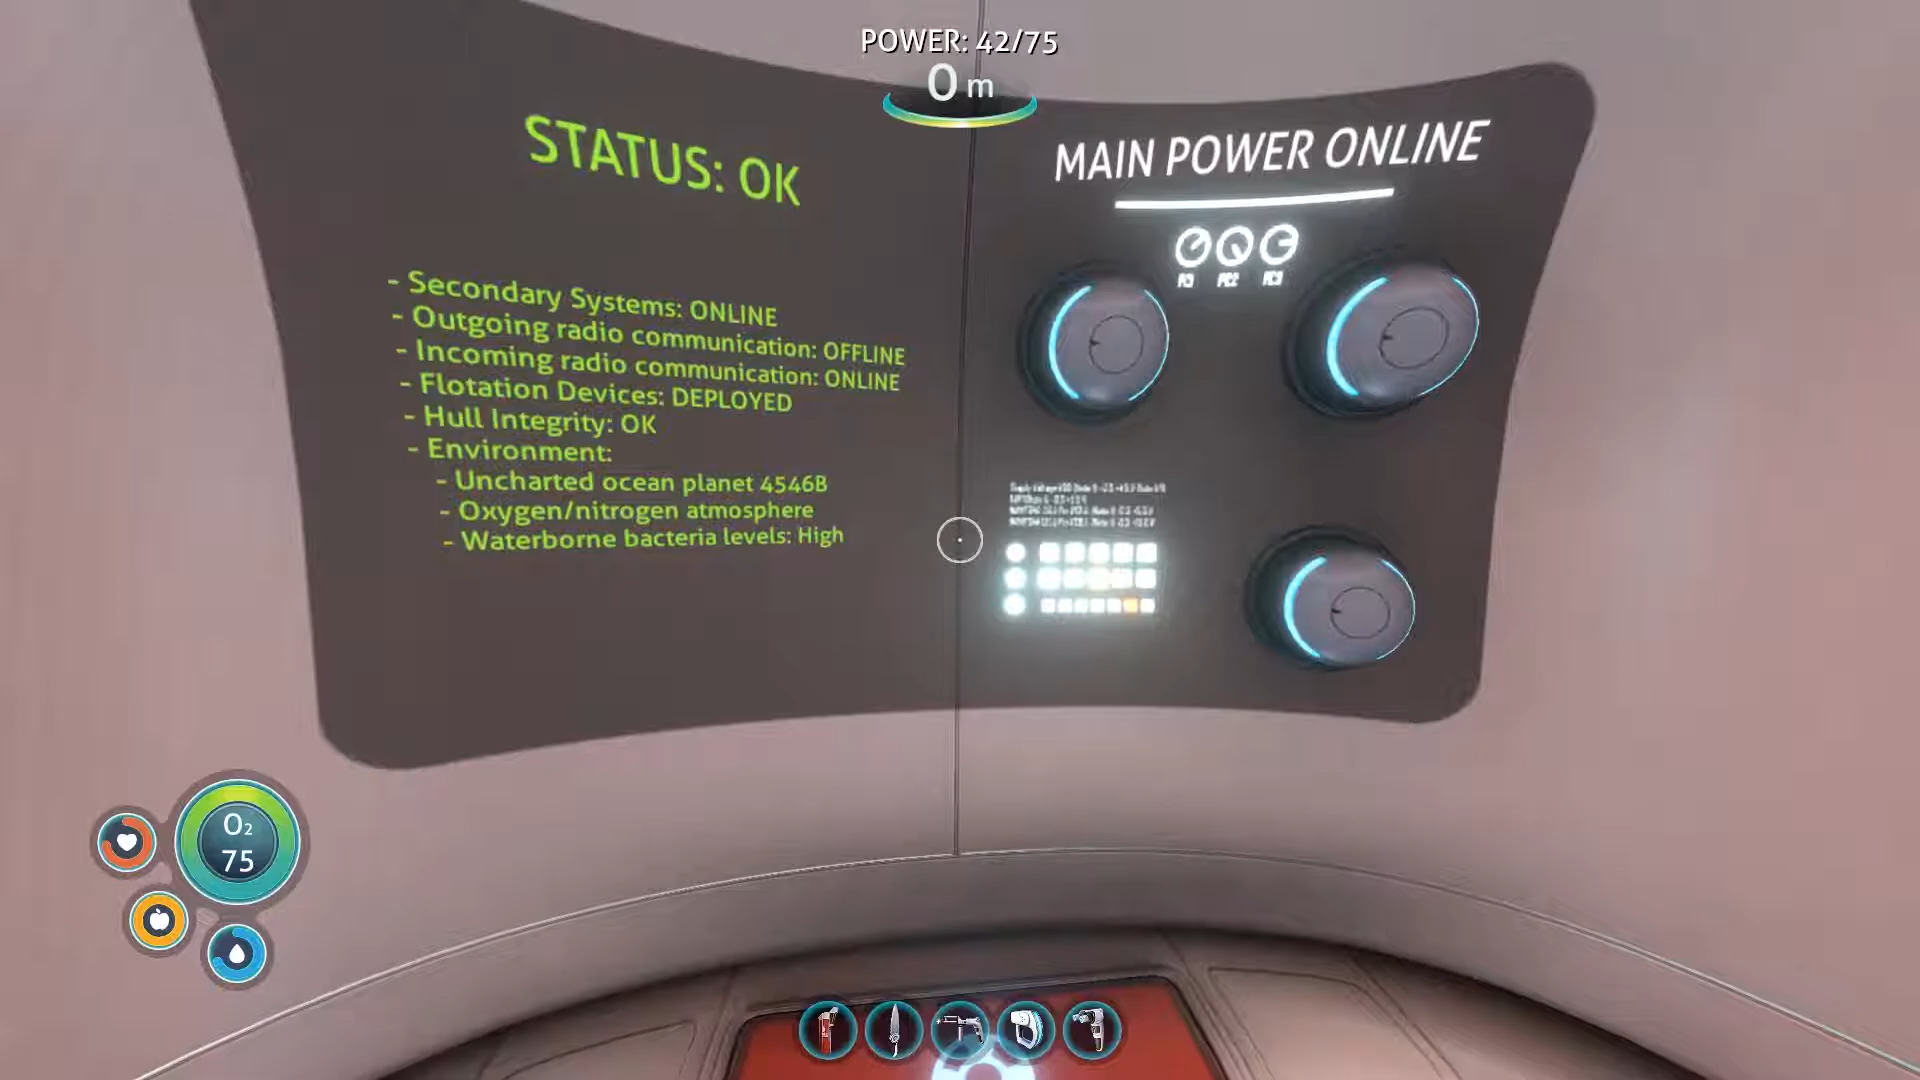 POWER: 42/75
0 m
STATUS: OK
- Secondary Systems: ONLINE
- Outgoing radio communication: OFFLINE
- Incoming radio communication: ONLINE
- Flotation Devices: DEPLOYED
- Hull Integrity: OK
- Environment:
- Uncharted ocean planet 4546B
- Oxygen/nitrogen atmosphere
- Waterborne bacteria levels: High
MAIN POWER ONLINE
O2
75